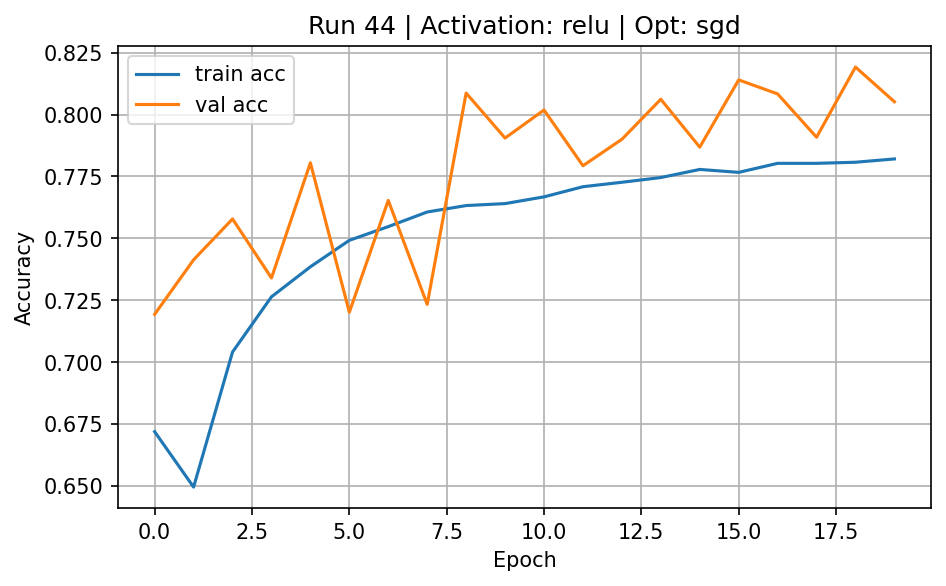 Run 44 | Activation: relu | Opt: sgd
train acc
val acc
Accuracy
0.825
0.800
0.775
0.750
0.725
0.700
0.675
0.650
0.0 2.5 5.0 7.5 10.0 12.5 15.0 17.5
Epoch